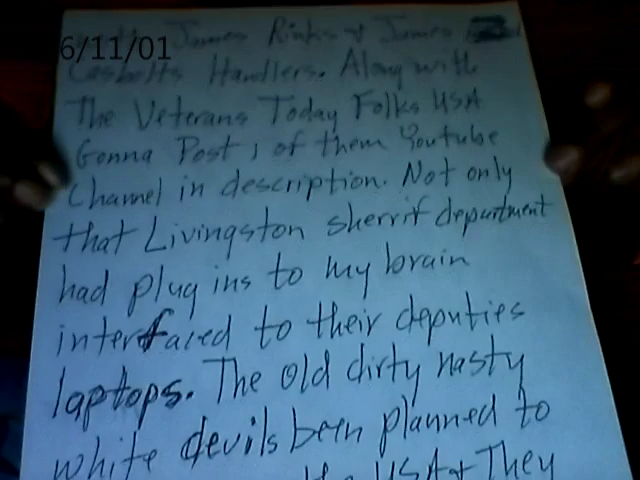 6/11/01
James Rinks & James
Casbolts Handlers. Along with
The Veterans Today Folks USA
Gonna Post 1 of them Youtube
Channel in description. Not only
that Livingston sherrif department
had plug ins to my brain
interfaced to their deputies
laptops. The old dirty nasty
white devils been planned to
the USA & They